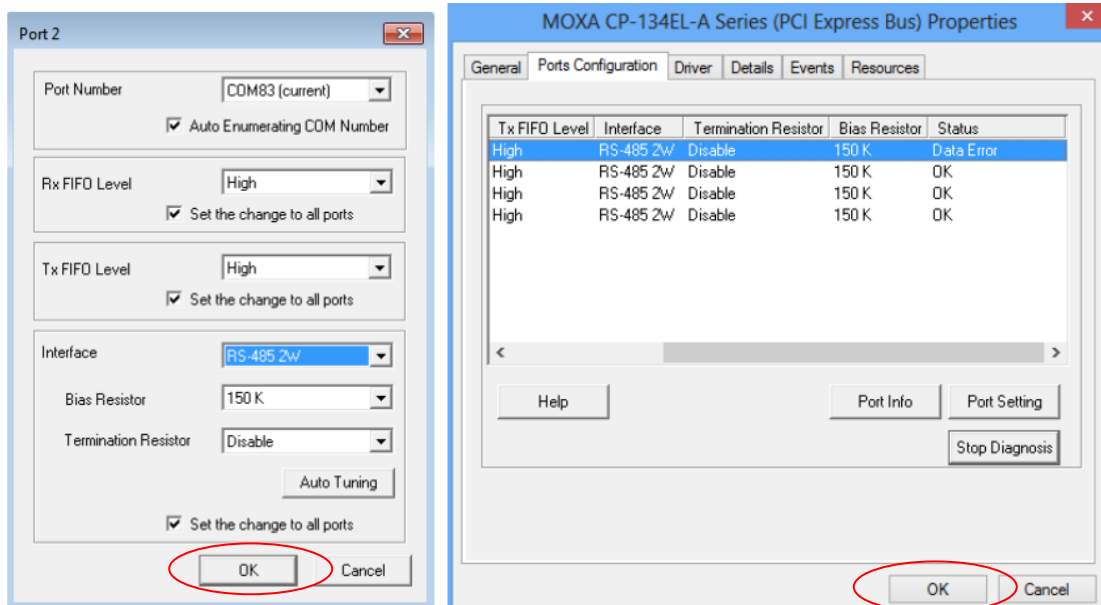 Port 2
Port Number COM83 (current)
Auto Enumerating COM Number
Rx FIFO Level High
Set the change to all ports
Tx FIFO Level High
Set the change to all ports
Interface RS-485 2W
Bias Resistor 150 K
Termination Resistor Disable
Auto Tuning
Set the change to all ports
OK Cancel
MOXA CP-134EL-A Series (PCI Express Bus) Properties
General Ports Configuration Driver Details Events Resources
Tx FIFO Level Interface Termination Resistor Bias Resistor Status
High RS-485 2W Disable 150 K Data Error
High RS-485 2W Disable 150 K OK
High RS-485 2W Disable 150 K OK
High RS-485 2W Disable 150 K OK
Help Port Info Port Setting
Stop Diagnosis
OK Cancel